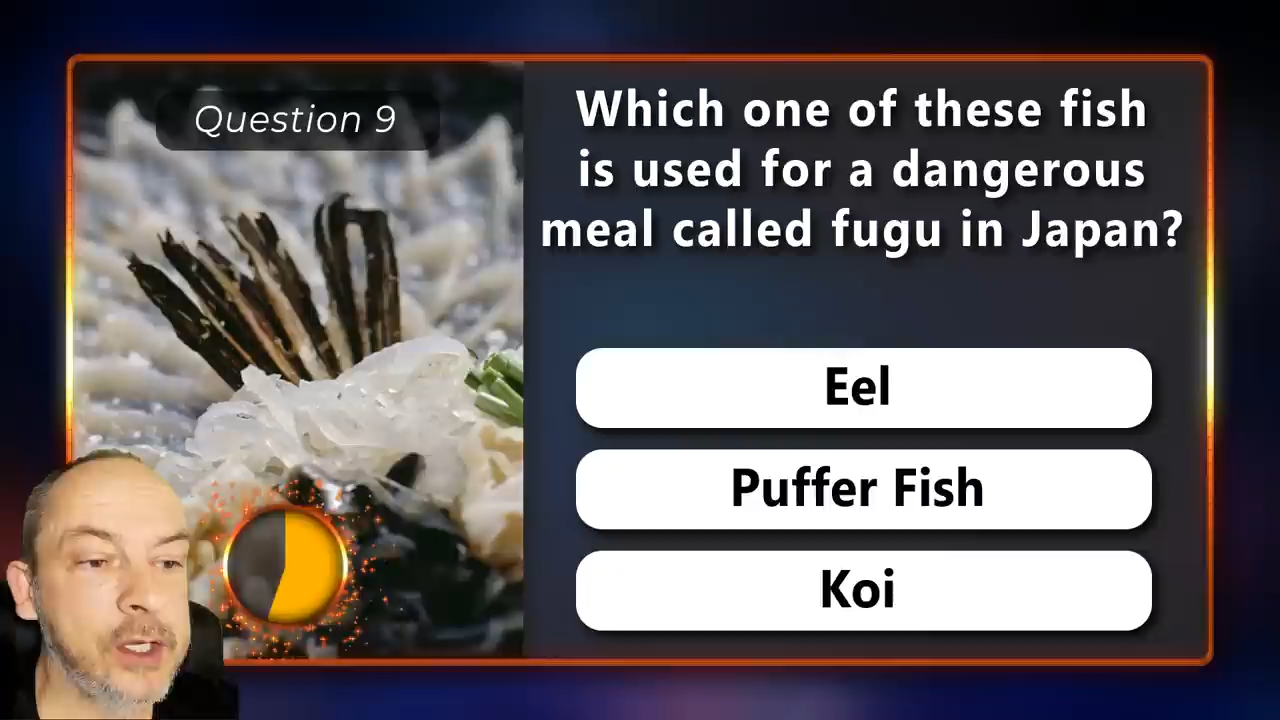 Question 9
Which one of these fish
is used for a dangerous
meal called fugu in Japan?
Eel
Puffer Fish
Koi